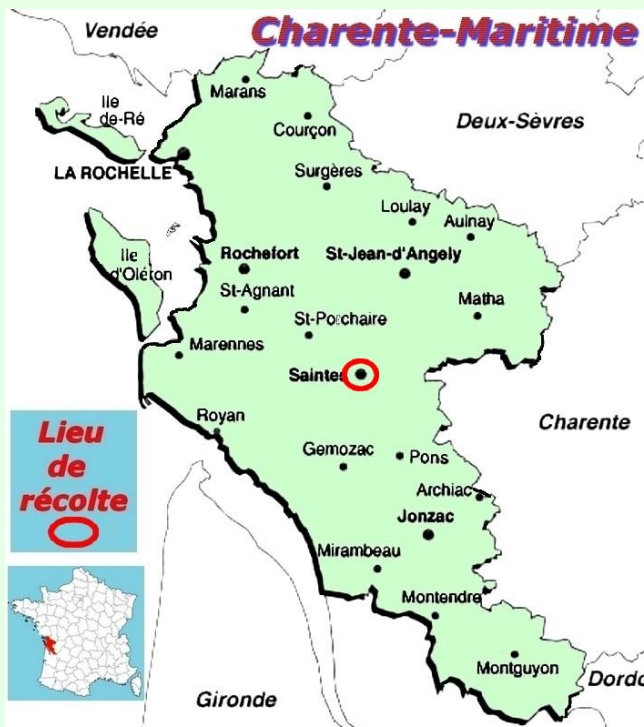 Charente-Maritime
Vendée
Marans
Ile
de-Ré
Courçon
Deux-Sèvres
LA ROCHELLE
Surgères
Loulay
Aulnay
Ile
d'Oléron
Rochefort
St-Jean-d'Angely
St-Agnant
Matha
St-Porchaire
Marennes
Saintes
Royan
Charente
Lieu
de
récolte
Gemozac
Pons
Archiac
Jonzac
Mirambeau
Montendre
Montguyon
Dordo
Gironde